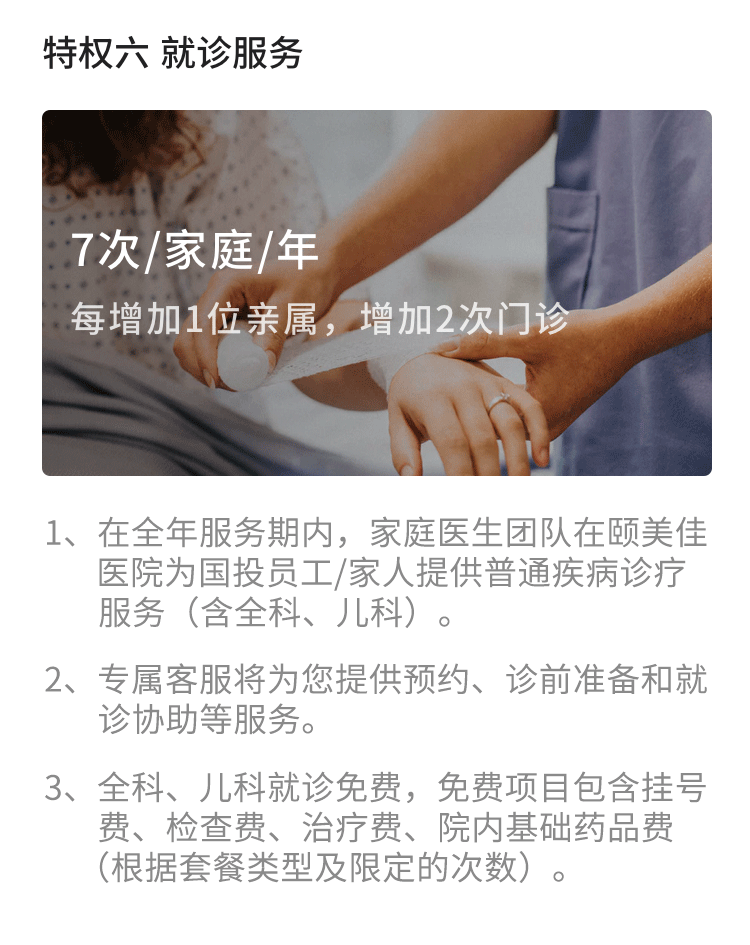 特权六 就诊服务
7次/家庭/年
每增加1位亲属，增加2次门诊
1、在全年服务期内，家庭医生团队在颐美佳
医院为国投员工/家人提供普通疾病诊疗
服务（含全科、儿科）。
2、专属客服将为您提供预约、诊前准备和就
诊协助等服务。
3、全科、儿科就诊免费，免费项目包含挂号
费、检查费、治疗费、院内基础药品费
（根据套餐类型及限定的次数）。